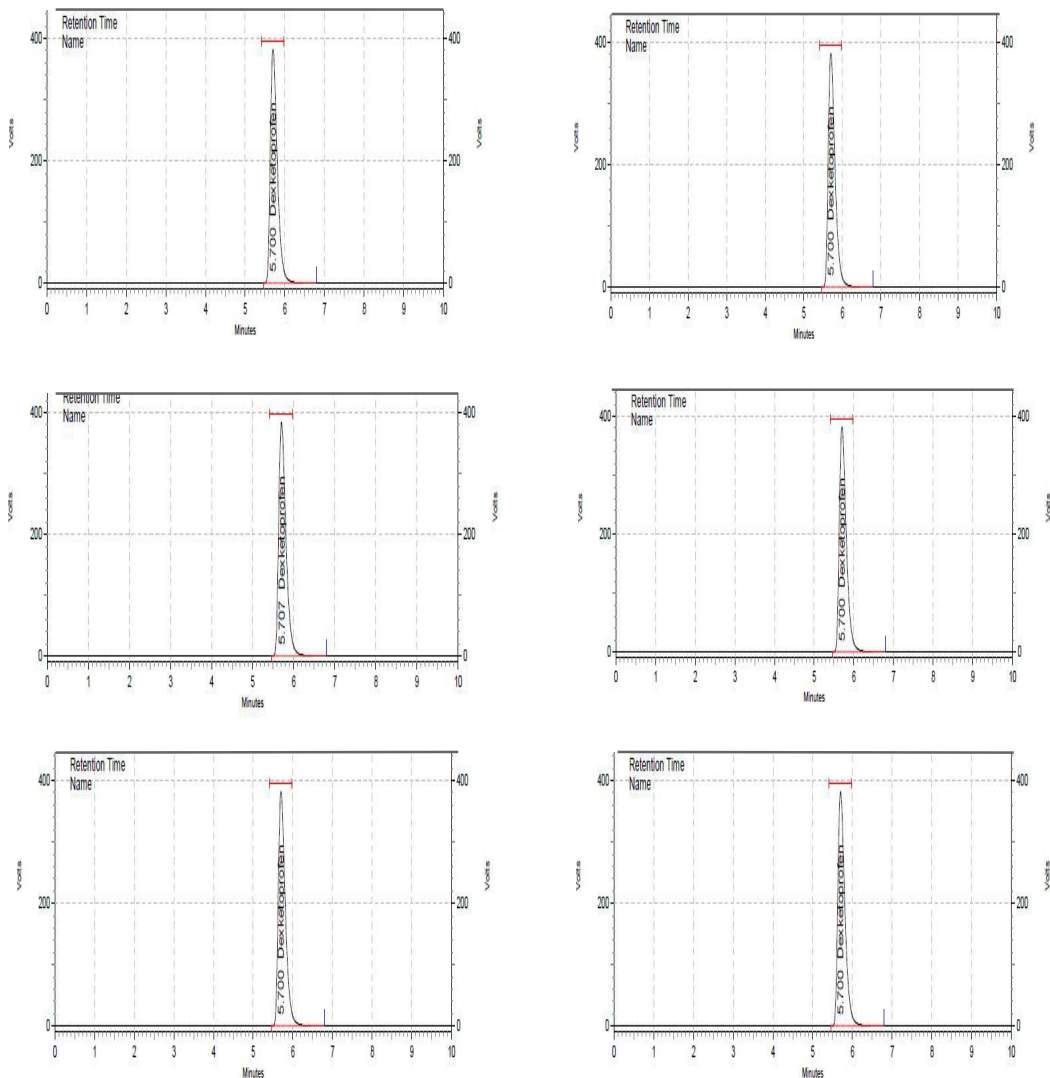 Retention Time
Name
400
200
0
Volts
5.700 Dexketoprofen
400
200
0
Volts
0 1 2 3 4 5 6 7 8 9 10
Minutes
Retention Time
Name
400
200
0
Volts
5.700 Dexketoprofen
400
200
0
Volts
0 1 2 3 4 5 6 7 8 9 10
Minutes
Retention Time
Name
400
200
0
Volts
5.707 Dexketoprofen
400
200
0
Volts
0 1 2 3 4 5 6 7 8 9 10
Minutes
Retention Time
Name
400
200
0
Volts
5.700 Dexketoprofen
400
200
0
Volts
0 1 2 3 4 5 6 7 8 9 10
Minutes
Retention Time
Name
400
200
0
Volts
5.700 Dexketoprofen
400
200
0
Volts
0 1 2 3 4 5 6 7 8 9 10
Minutes
Retention Time
Name
400
200
0
Volts
5.700 Dexketoprofen
400
200
0
Volts
0 1 2 3 4 5 6 7 8 9 10
Minutes